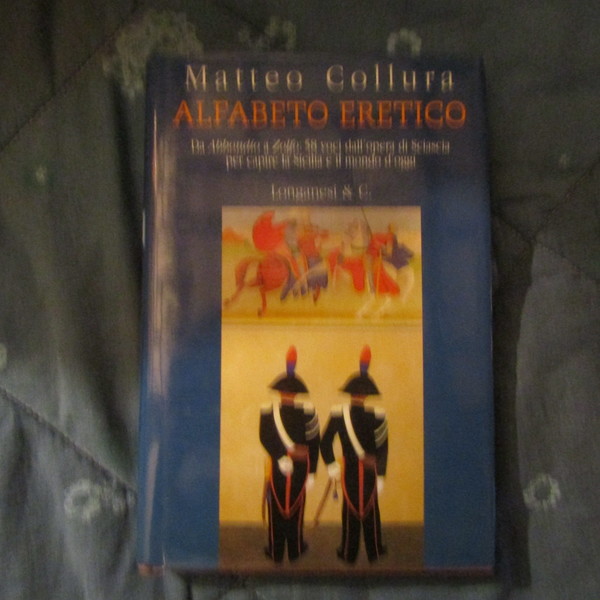 Matteo Collura
ALFABETO ERETICO
Da Abbandono a Zolfo: 58 voci dall'opera di Sciascia
per capire la Sicilia e il mondo d'oggi
Longanesi & C.